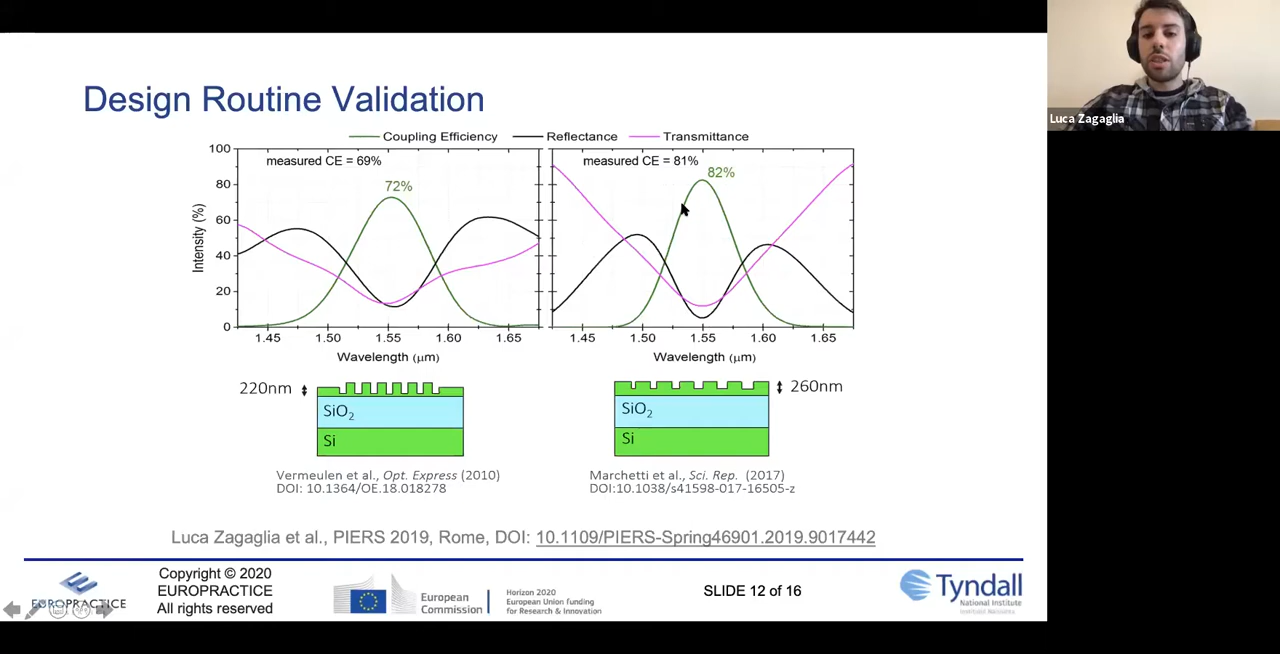 Design Routine Validation
Luca Zagaglia
Coupling Efficiency Reflectance Transmittance
measured CE = 69%
72%
100
80
60
40
20
0
Intensity (%)
1.45 1.50 1.55 1.60 1.65
Wavelength (μm)
measured CE = 81%
82%
1.45 1.50 1.55 1.60 1.65
Wavelength (μm)
220nm
SiO2
Si
260nm
SiO2
Si
Vermeulen et al., Opt. Express (2010)
DOI: 10.1364/OE.18.018278
Marchetti et al., Sci. Rep. (2017)
DOI:10.1038/s41598-017-16505-z
Luca Zagaglia et al., PIERS 2019, Rome, DOI: 10.1109/PIERS-Spring46901.2019.9017442
EUROPRACTICE
Copyright © 2020
EUROPRACTICE
All rights reserved
European
Commission
Horizon 2020
European Union funding
for Research & Innovation
SLIDE 12 of 16
Tyndall
National Institute